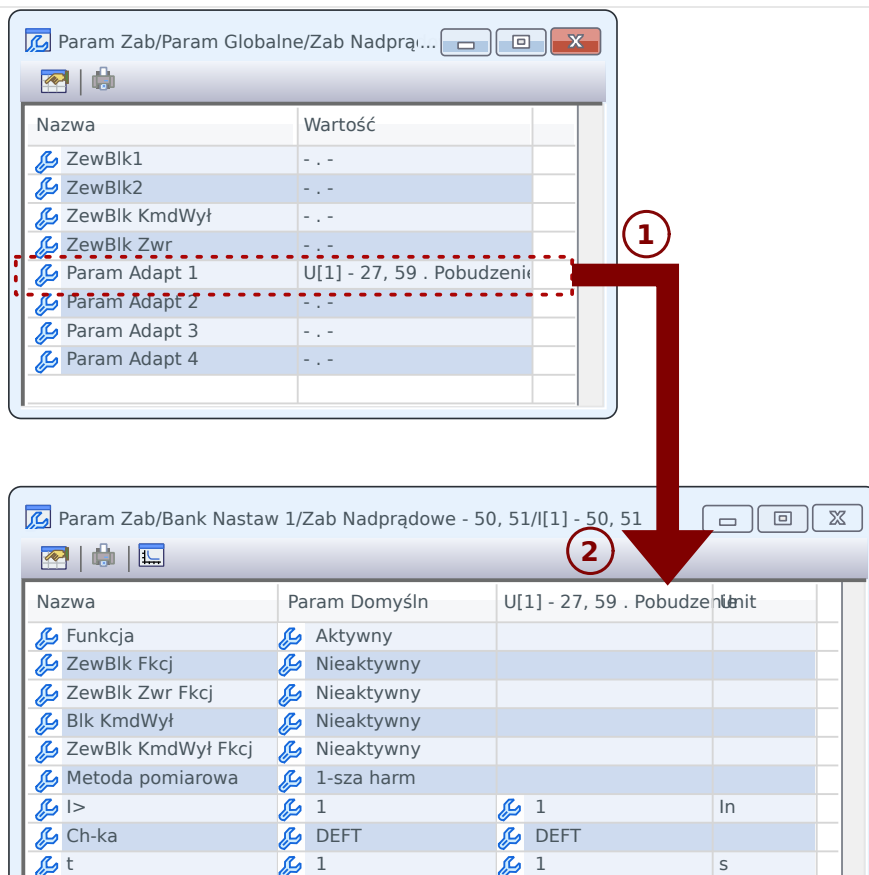 Param Zab/Param Globalne/Zab Nadprą...
Nazwa Wartość
ZewBlk1 - . -
ZewBlk2 - . -
ZewBlk KmdWył - . -
ZewBlk Zwr - . -
1
Param Adapt 1 U[1] - 27, 59 . Pobudzenie
Param Adapt 2 - . -
Param Adapt 3 - . -
Param Adapt 4 - . -
Param Zab/Bank Nastaw 1/Zab Nadprądowe - 50, 51/I[1] - 50, 51
2
Nazwa Param Domyśln U[1] - 27, 59 . Pobudzenie Unit
Funkcja Aktywny
ZewBlk Fkcj Nieaktywny
ZewBlk Zwr Fkcj Nieaktywny
Blk KmdWył Nieaktywny
ZewBlk KmdWył Fkcj Nieaktywny
Metoda pomiarowa 1-sza harm
I> 1 1 In
Ch-ka DEFT DEFT
t 1 1 s